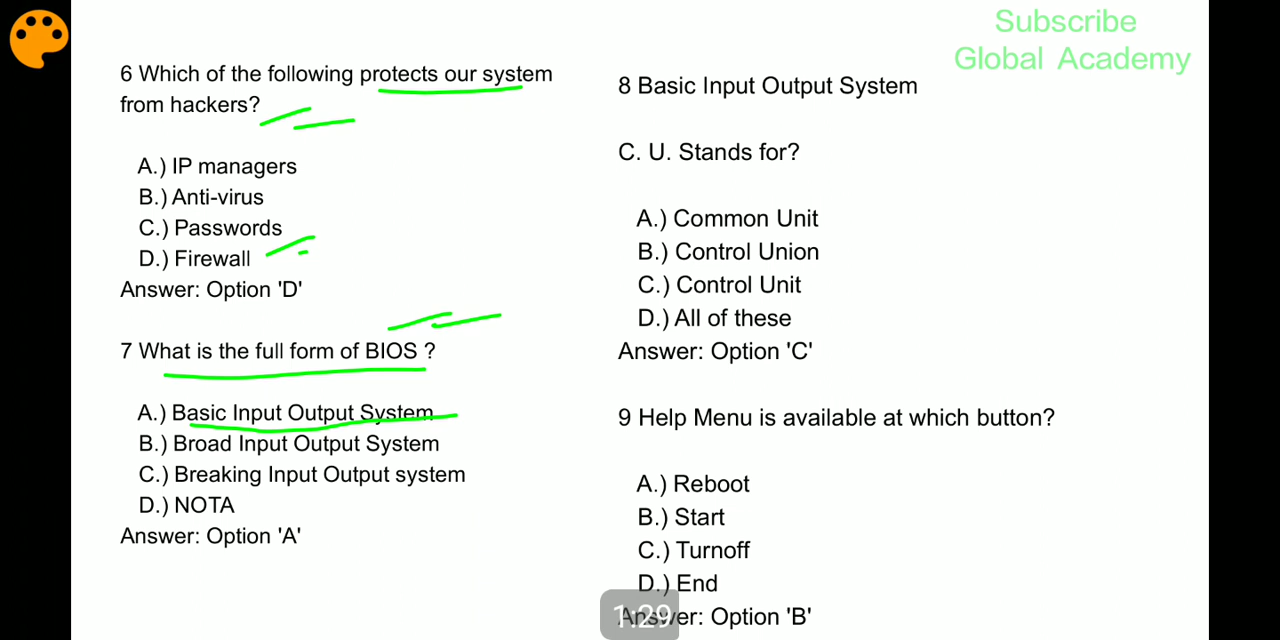 Subscribe
Global Academy
6 Which of the following protects our system
from hackers?
A.) IP managers
B.) Anti-virus
C.) Passwords
D.) Firewall
Answer: Option 'D'
7 What is the full form of BIOS ?
A.) Basic Input Output System
B.) Broad Input Output System
C.) Breaking Input Output system
D.) NOTA
Answer: Option 'A'
8 Basic Input Output System
C. U. Stands for?
A.) Common Unit
B.) Control Union
C.) Control Unit
D.) All of these
Answer: Option 'C'
9 Help Menu is available at which button?
A.) Reboot
B.) Start
C.) Turnoff
D.) End
Answer: Option 'B'
1:29